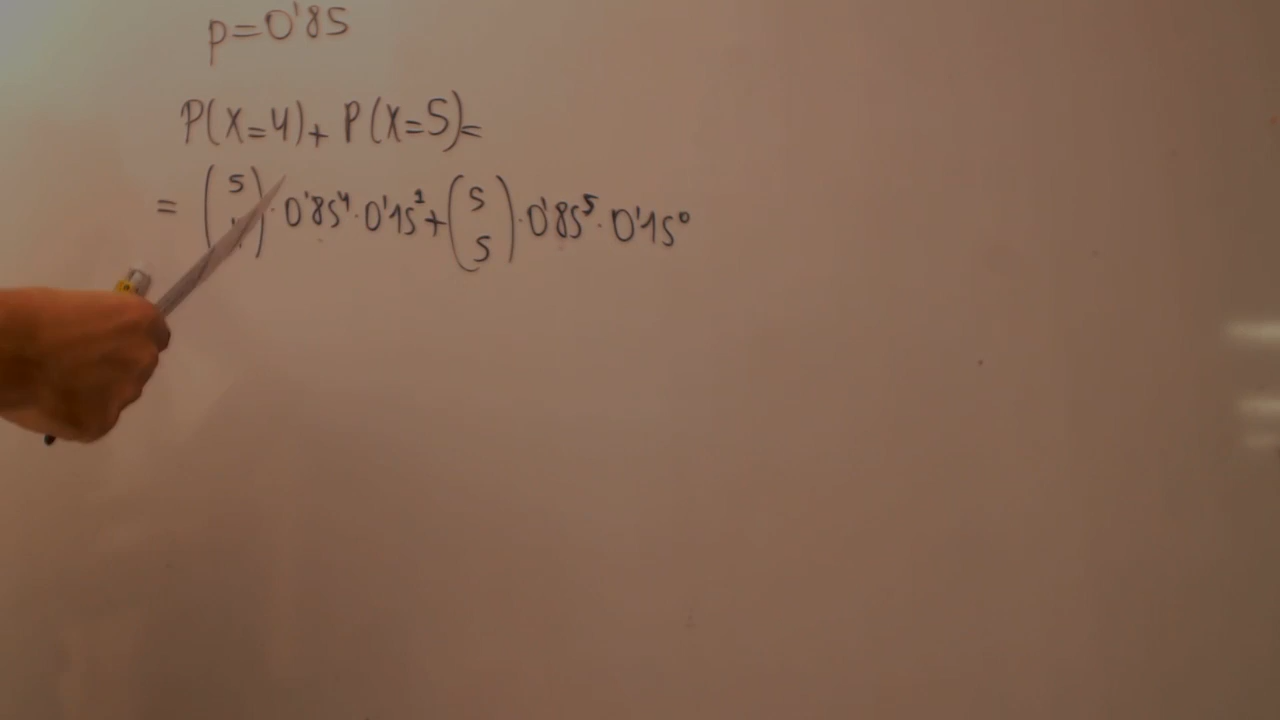 p=0'85
P(X=4)+P(X=5)=
= (5 ) · 0'85⁴ · 0'15¹ + (5 5) · 0'85⁵ · 0'15⁰